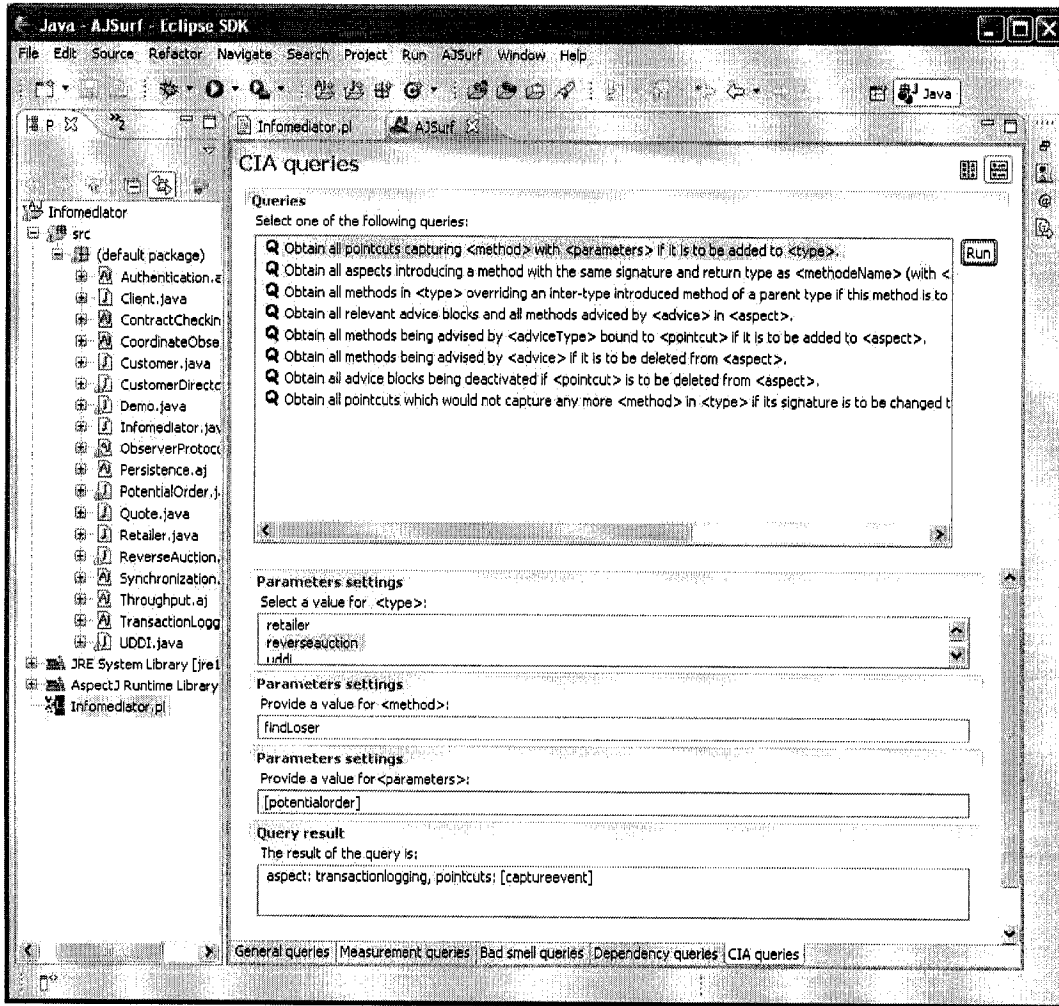 Java - AJSurf - Eclipse SDK
File Edit Source Refactor Navigate Search Project Run AJSurf Window Help
Java
P
2
Infomediator.pl
AJSurf
CIA queries
Infomediator
src
(default package)
Authentication.a
Client.java
ContractCheckin
CoordinateObse
Customer.java
CustomerDirectc
Demo.java
Infomediator.jav
ObserverProtoco
Persistence.aj
PotentialOrder.j
Quote.java
Retailer.java
ReverseAuction.
Synchronization.
Throughput.aj
TransactionLogg
UDDI.java
JRE System Library [jre1
AspectJ Runtime Library
Infomediator.pl
Queries
Select one of the following queries:
Obtain all pointcuts capturing <method> with <parameters> if it is to be added to <type>.
Obtain all aspects introducing a method with the same signature and return type as <methodeName> (with <
Obtain all methods in <type> overriding an inter-type introduced method of a parent type if this method is to
Obtain all relevant advice blocks and all methods adviced by <advice> in <aspect>.
Obtain all methods being advised by <adviceType> bound to <pointcut> if it is to be added to <aspect>.
Obtain all methods being advised by <advice> if it is to be deleted from <aspect>.
Obtain all advice blocks being deactivated if <pointcut> is to be deleted from <aspect>.
Obtain all pointcuts which would not capture any more <method> in <type> if its signature is to be changed t
Run
Parameters settings
Select a value for <type>:
retailer
reverseauction
uddi
Parameters settings
Provide a value for <method>:
findLoser
Parameters settings
Provide a value for<parameters>:
[potentialorder]
Query result
The result of the query is:
aspect: transactionlogging, pointcuts: [captureevent]
General queries Measurement queries Bad smell queries Dependency queries CIA queries